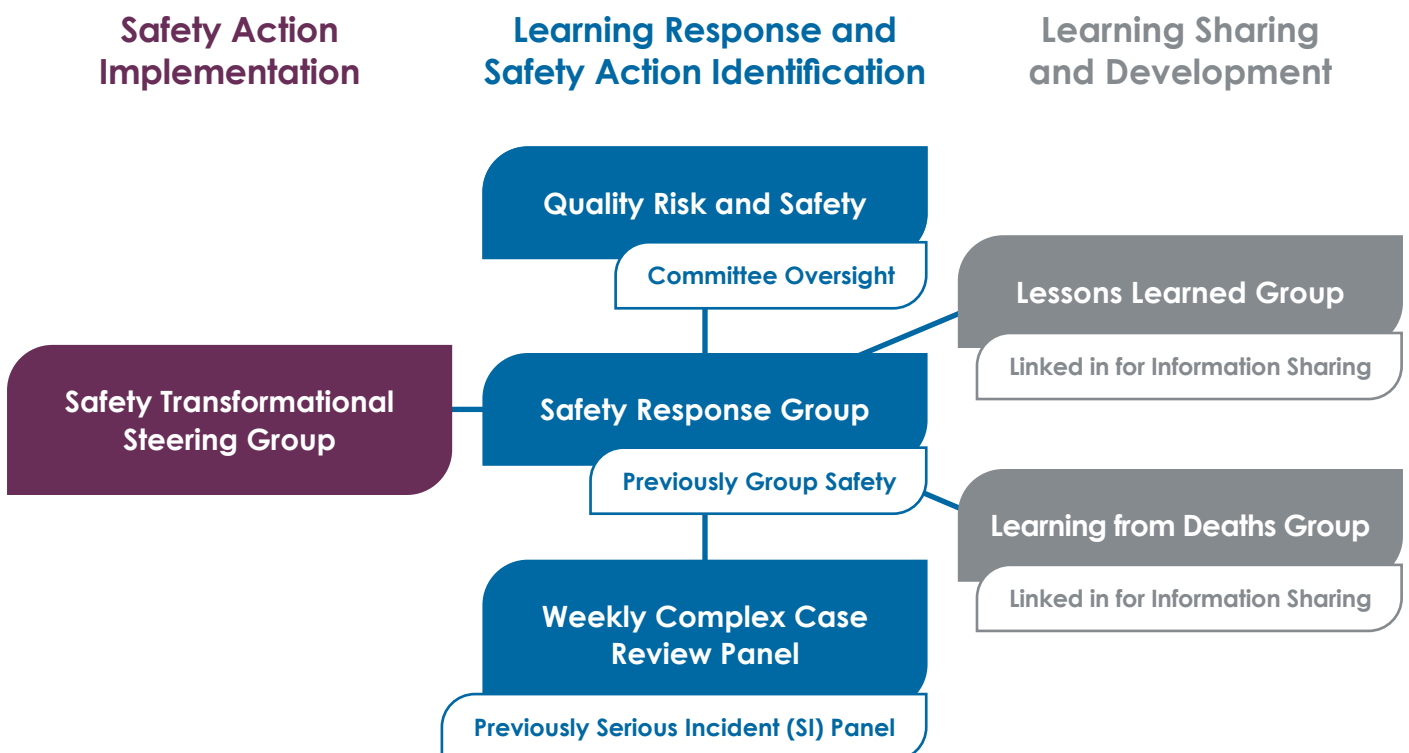 Safety Action
Implementation
Learning Response and
Safety Action Identification
Learning Sharing
and Development
Quality Risk and Safety
Committee Oversight
Lessons Learned Group
Linked in for Information Sharing
Safety Transformational
Steering Group
Safety Response Group
Previously Group Safety
Learning from Deaths Group
Linked in for Information Sharing
Weekly Complex Case
Review Panel
Previously Serious Incident (SI) Panel